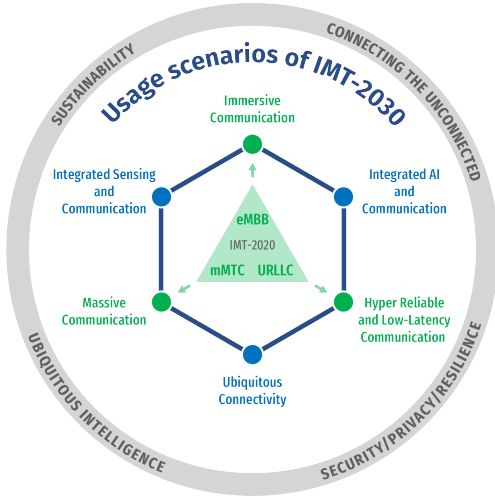 SUSTAINABILITY
CONNECTING THE UNCONNECTED
Usage scenarios of IMT-2030
Immersive
Communication
Integrated Sensing
and
Communication
Integrated AI
and
Communication
eMBB
IMT-2020
mMTC URLLC
Massive
Communication
Hyper Reliable
and Low-Latency
Communication
Ubiquitous
Connectivity
UBIQUITOUS INTELLIGENCE
SECURITY/PRIVACY/RESILIENCE